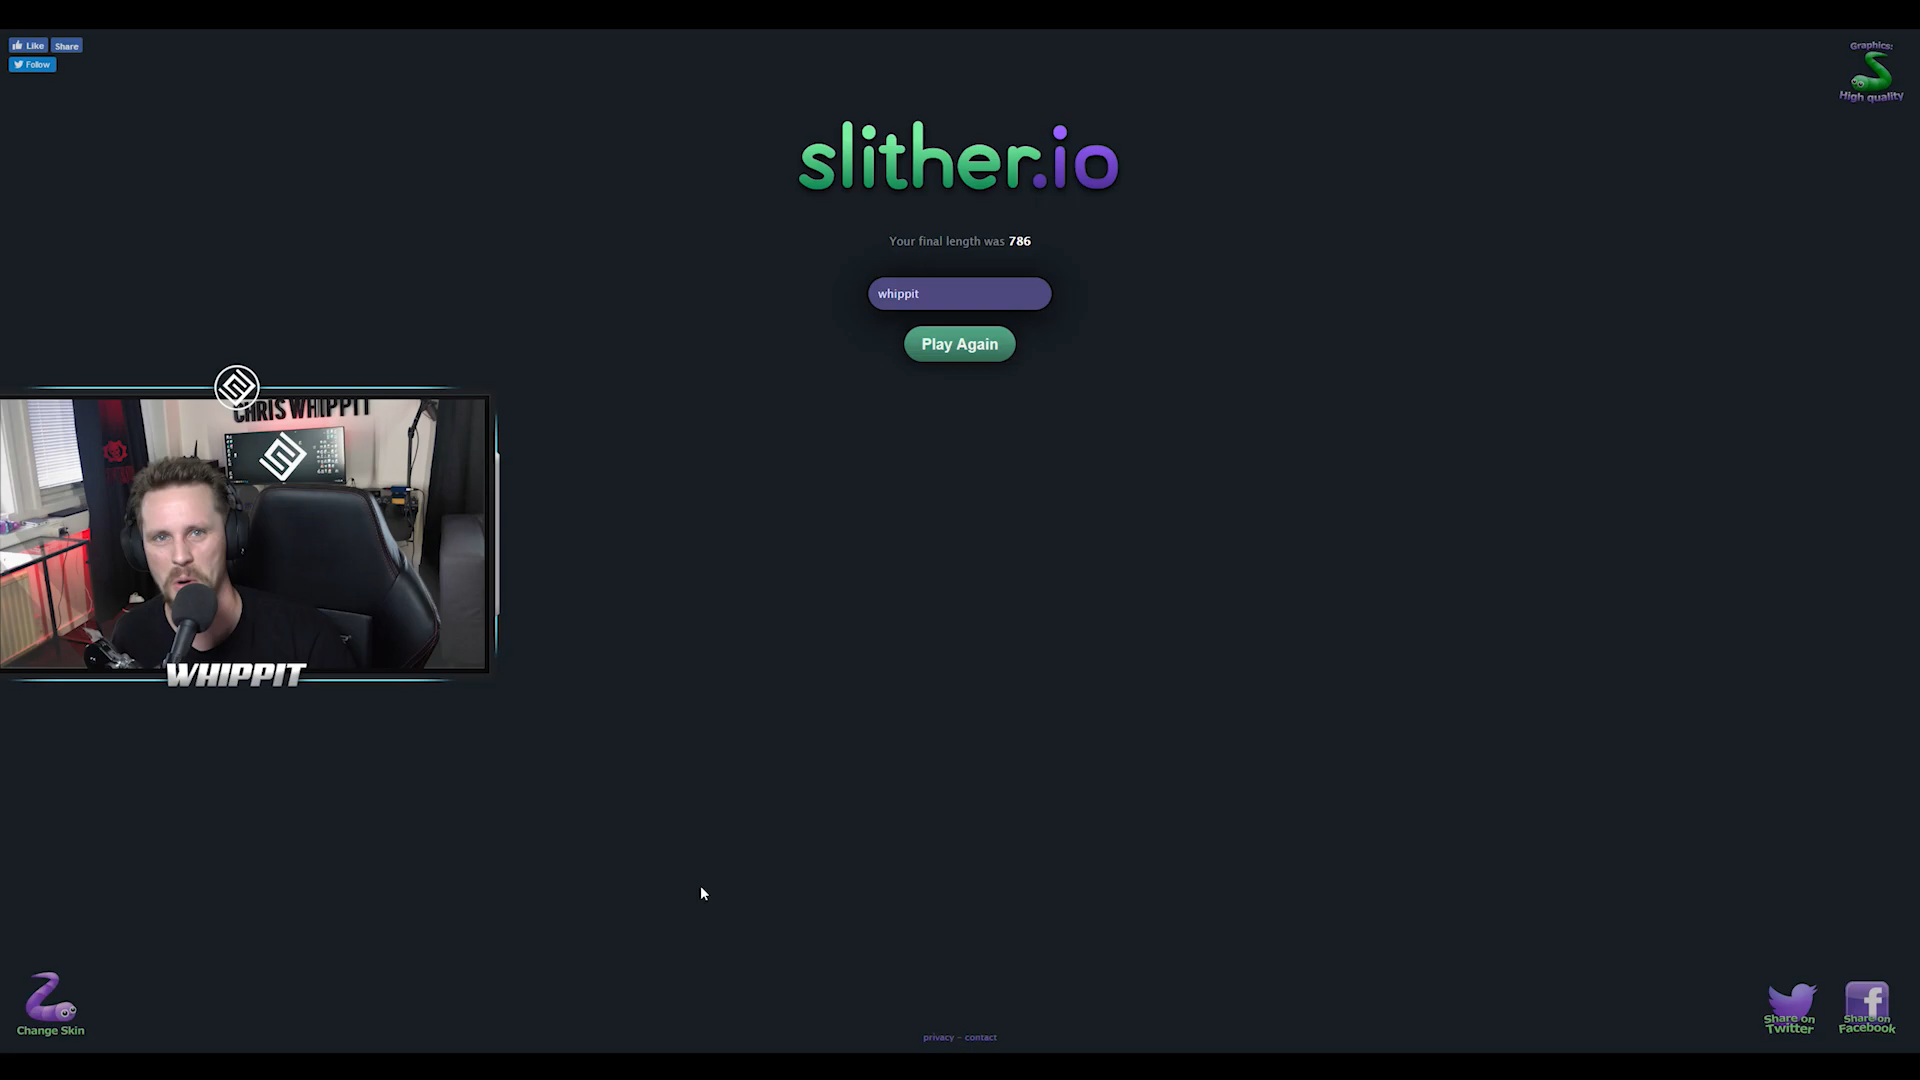 Like Share
Follow
Graphics:
High quality
slither.io
Your final length was 786
whippit
Play Again
CHRIS WHIPPIT
WHIPPIT
Change Skin
Share on
Twitter
Share on
Facebook
privacy - contact